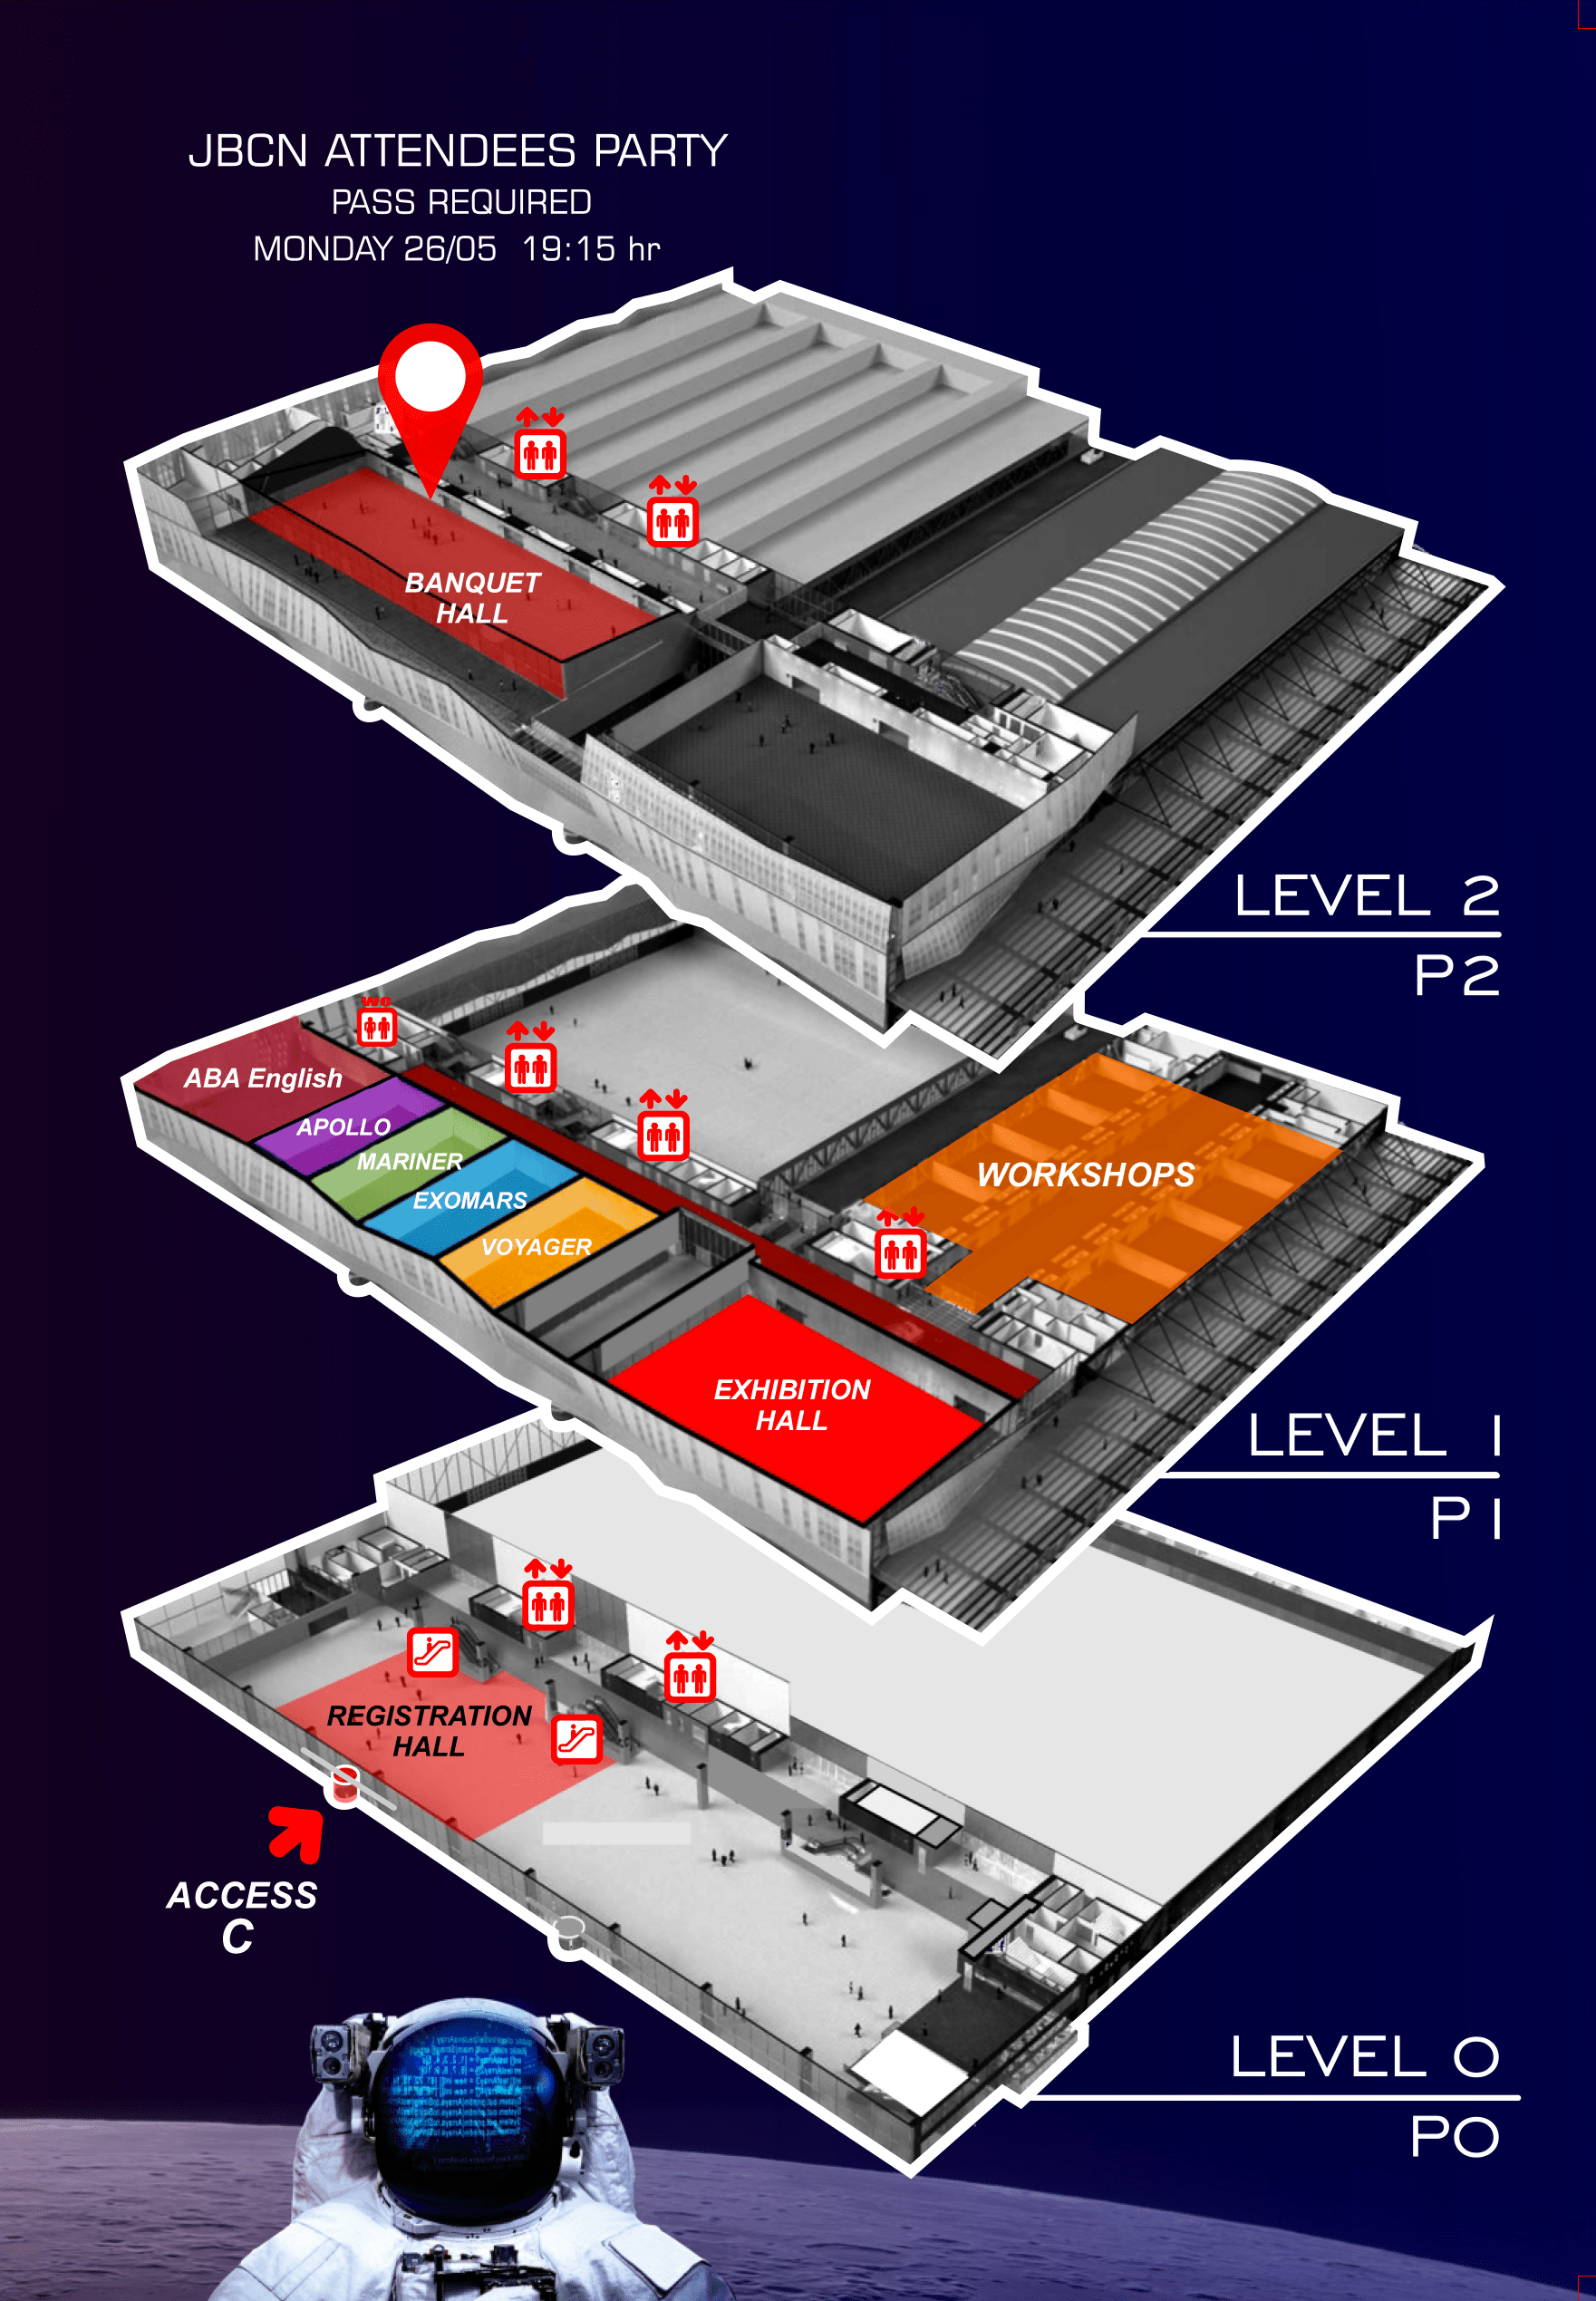 JBCN ATTENDEES PARTY
PASS REQUIRED
MONDAY 26/05 19:15 hr
BANQUET
HALL
LEVEL 2
P2
WC
ABA English
APOLLO
MARINER
EXOMARS
VOYAGER
WORKSHOPS
EXHIBITION
HALL
LEVEL 1
P1
REGISTRATION
HALL
ACCESS
C
LEVEL 0
P0